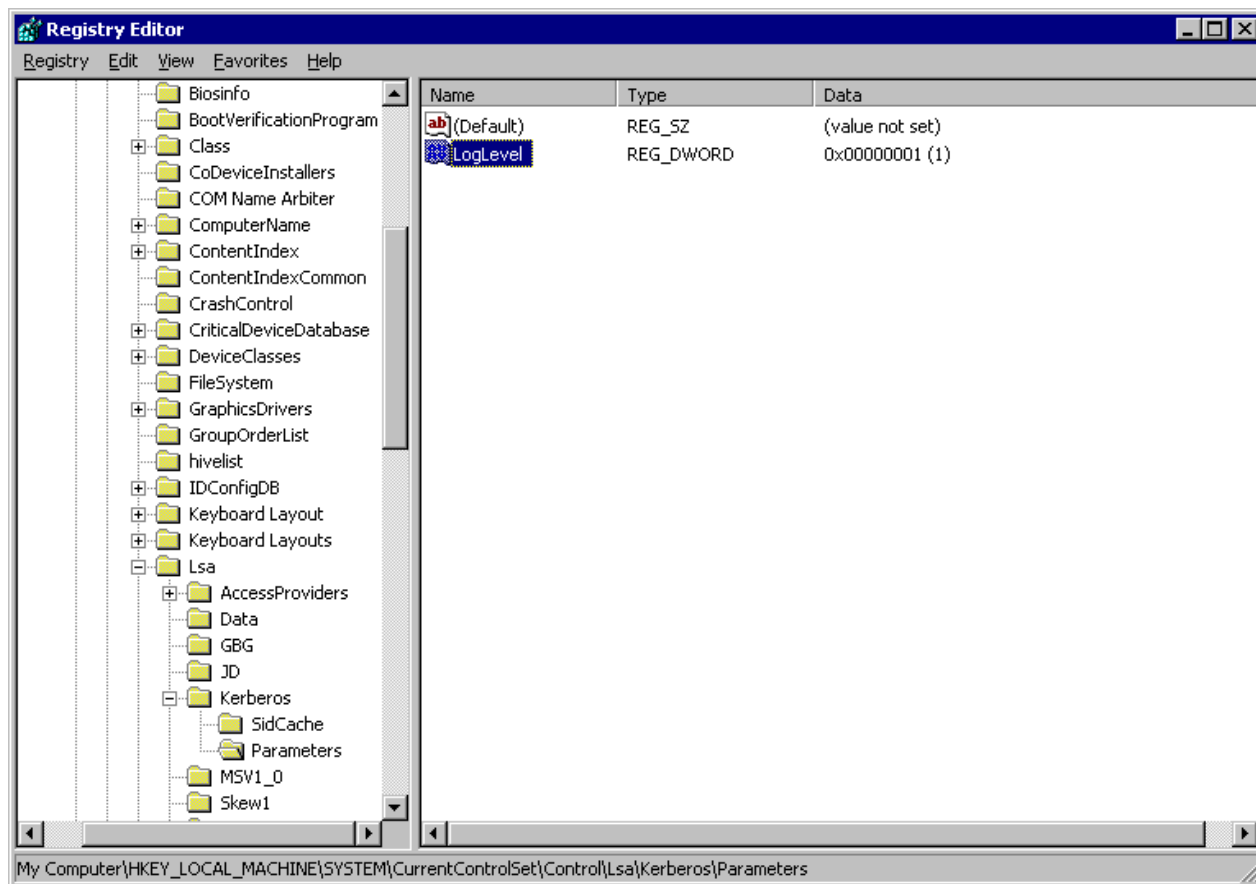 Registry Editor
Registry Edit View Favorites Help
Name Type Data
ab (Default) REG_SZ (value not set)
LogLevel REG_DWORD 0x00000001 (1)
Biosinfo
BootVerificationProgram
Class
CoDeviceInstallers
COM Name Arbiter
ComputerName
ContentIndex
ContentIndexCommon
CrashControl
CriticalDeviceDatabase
DeviceClasses
FileSystem
GraphicsDrivers
GroupOrderList
hivelist
IDConfigDB
Keyboard Layout
Keyboard Layouts
Lsa
AccessProviders
Data
GBG
JD
Kerberos
SidCache
Parameters
MSV1_0
Skew1
My Computer\HKEY_LOCAL_MACHINE\SYSTEM\CurrentControlSet\Control\Lsa\Kerberos\Parameters